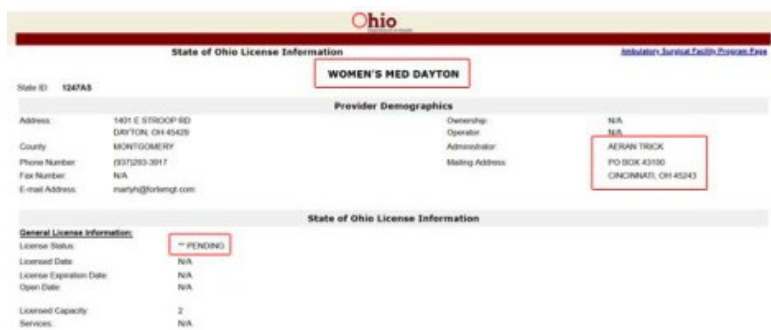 Ohio
State of Ohio License Information
Ambulatory Surgical Facility Program Page
WOMEN'S MED DAYTON
State ID: 1247AS
Provider Demographics
Address: 1401 E STROOP RD Ownership: N/A
DAYTON, OH 45429 Operator: N/A
County: MONTGOMERY Administrator: AERAN TRICK
Phone Number: (937)293-3917 Mailing Address: PO BOX 43100
Fax Number: N/A CINCINNATI, OH 45243
E-mail Address: martyh@fortemgt.com
State of Ohio License Information
General License Information:
License Status: ** PENDING
Licensed Date: N/A
License Expiration Date: N/A
Open Date: N/A
Licensed Capacity: 2
Services: N/A